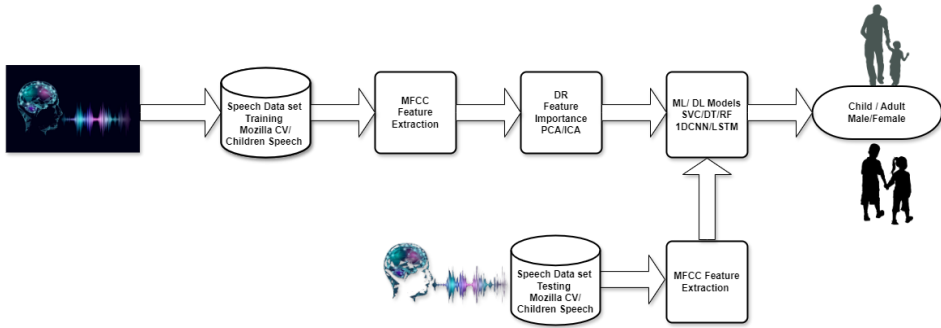 Speech Data set
Training
Mozilla CV/
Children Speech
MFCC
Feature
Extraction
DR
Feature
Importance
PCA/ICA
ML/ DL Models
SVC/DT/RF
1DCNN/LSTM
Child / Adult
Male/Female
Speech Data set
Testing
Mozilla CV/
Children Speech
MFCC Feature
Extraction